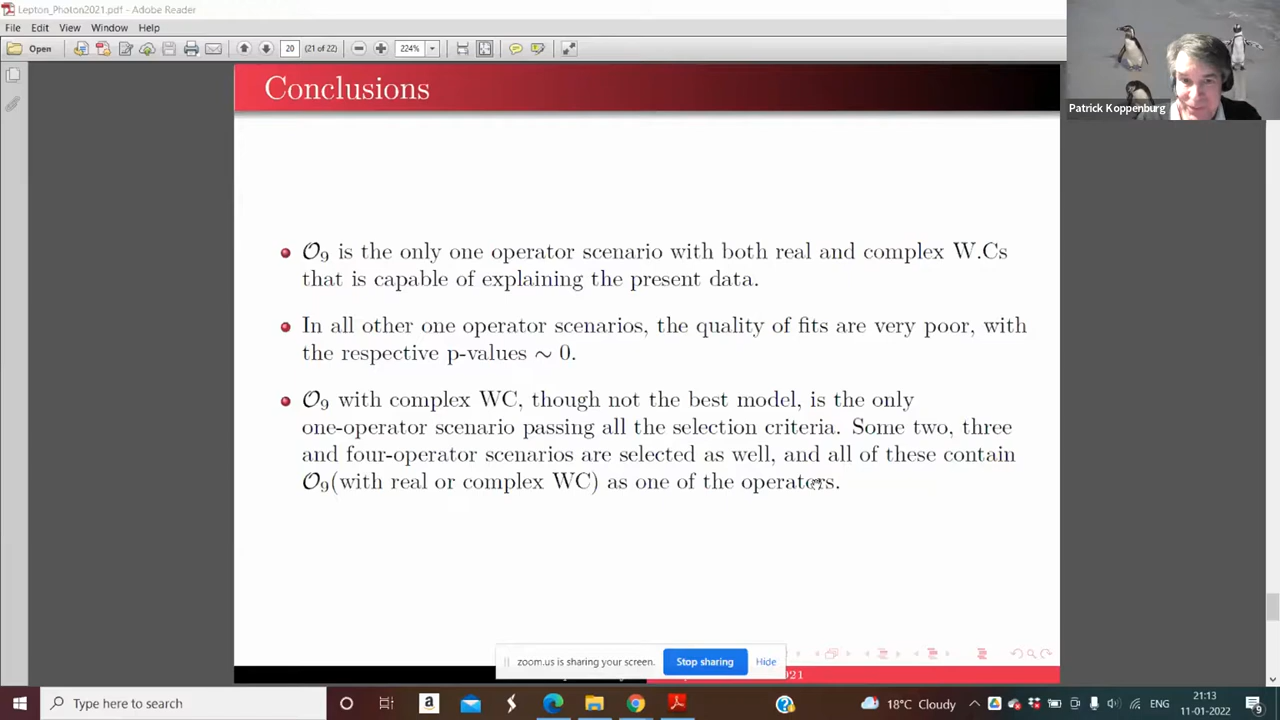 Lepton_Photon2021.pdf - Adobe Reader
File Edit View Window Help
Open 20 (21 of 22) 224%
Patrick Koppenburg
Conclusions
𝒪₉ is the only one operator scenario with both real and complex W.Cs
that is capable of explaining the present data.
In all other one operator scenarios, the quality of fits are very poor, with
the respective p-values ∼ 0.
𝒪₉ with complex WC, though not the best model, is the only
one-operator scenario passing all the selection criteria. Some two, three
and four-operator scenarios are selected as well, and all of these contain
𝒪₉(with real or complex WC) as one of the operators.
zoom.us is sharing your screen. Stop sharing Hide
Type here to search
18°C Cloudy
ENG
21:13
11-01-2022